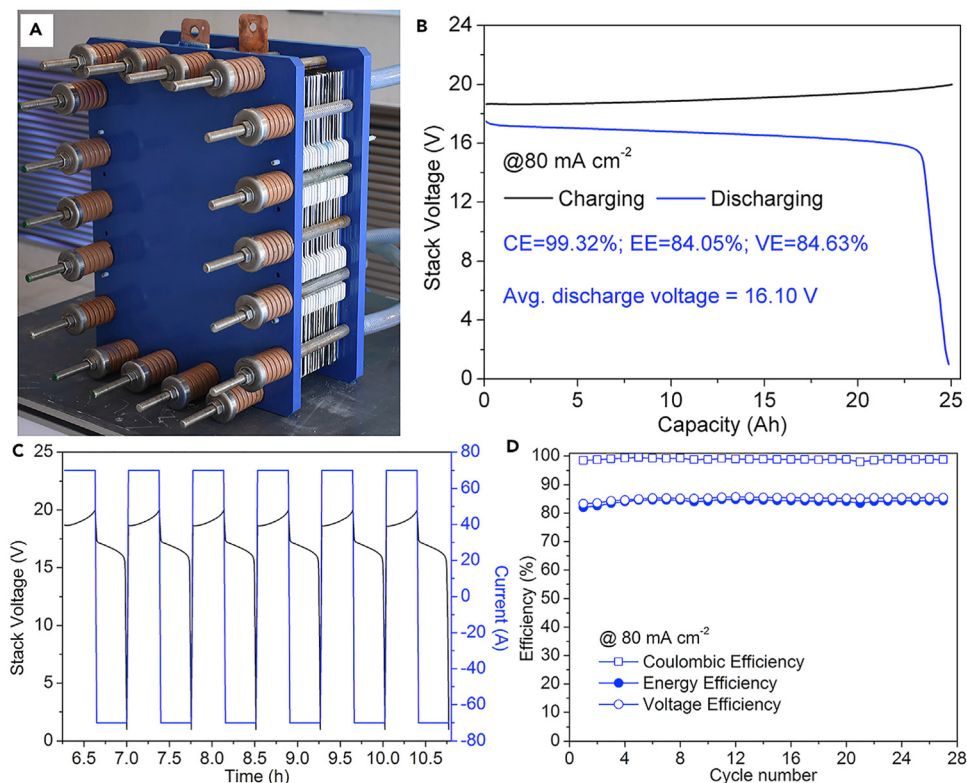 A
B
24
20
16
12
8
4
0
Stack Voltage (V)
@80 mA cm⁻²
Charging Discharging
CE=99.32%; EE=84.05%; VE=84.63%
Avg. discharge voltage = 16.10 V
0 5 10 15 20 25
Capacity (Ah)
C
25
20
15
10
5
0
Stack Voltage (V)
80
70
60
40
20
0
-20
-40
-60
-80
Current (A)
6.5 7.0 7.5 8.0 8.5 9.0 9.5 10.0 10.5
Time (h)
D
100
90
80
70
60
50
40
30
20
10
0
Efficiency (%)
@ 80 mA cm⁻²
Coulombic Efficiency
Energy Efficiency
Voltage Efficiency
0 4 8 12 16 20 24 28
Cycle number